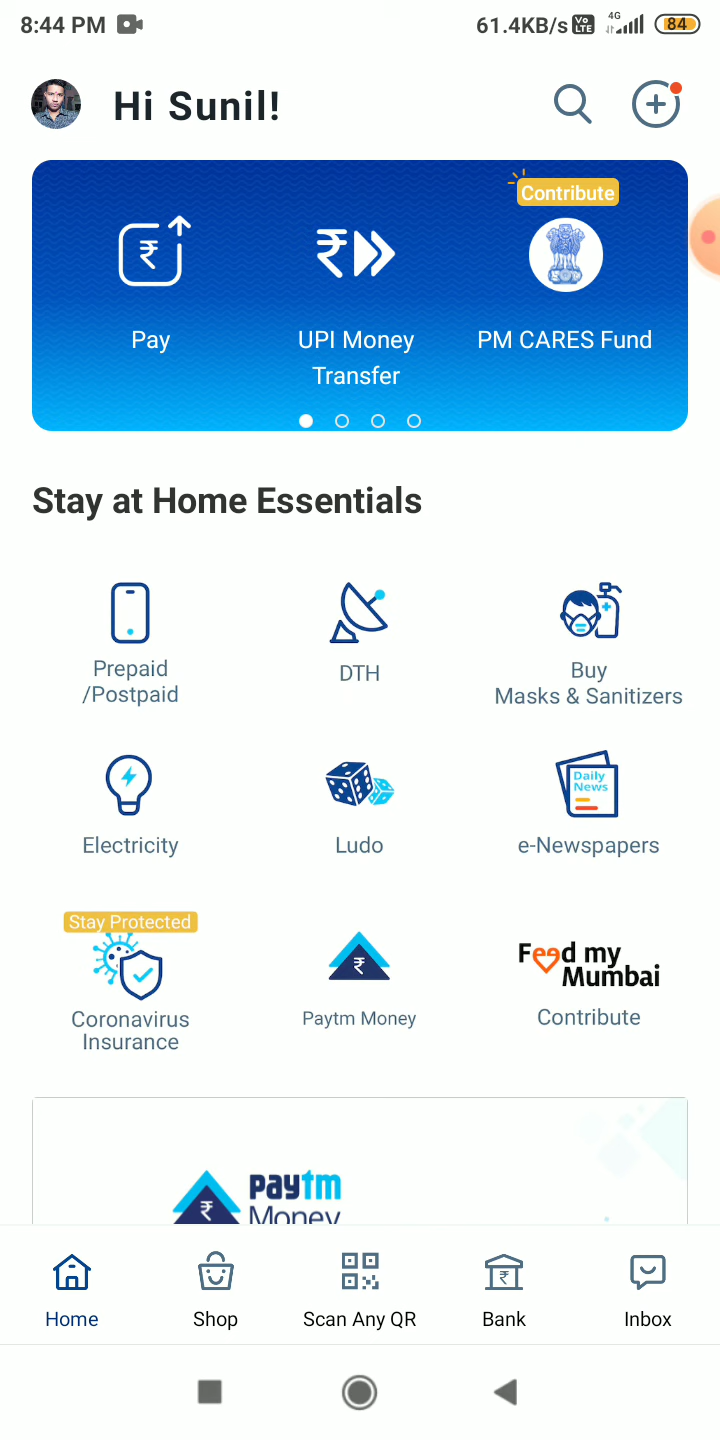 8:44 PM
61.4KB/s Vo LTE 4G 84
Hi Sunil!
Contribute
₹
₹
Pay
UPI Money
Transfer
PM CARES Fund
Stay at Home Essentials
Prepaid
/Postpaid
DTH
Buy
Masks & Sanitizers
Daily
News
Electricity
Ludo
e-Newspapers
Stay Protected
₹
Feed my
Mumbai
Coronavirus
Insurance
Paytm Money
Contribute
₹
paytm
Money
₹
Home
Shop
Scan Any QR
Bank
Inbox